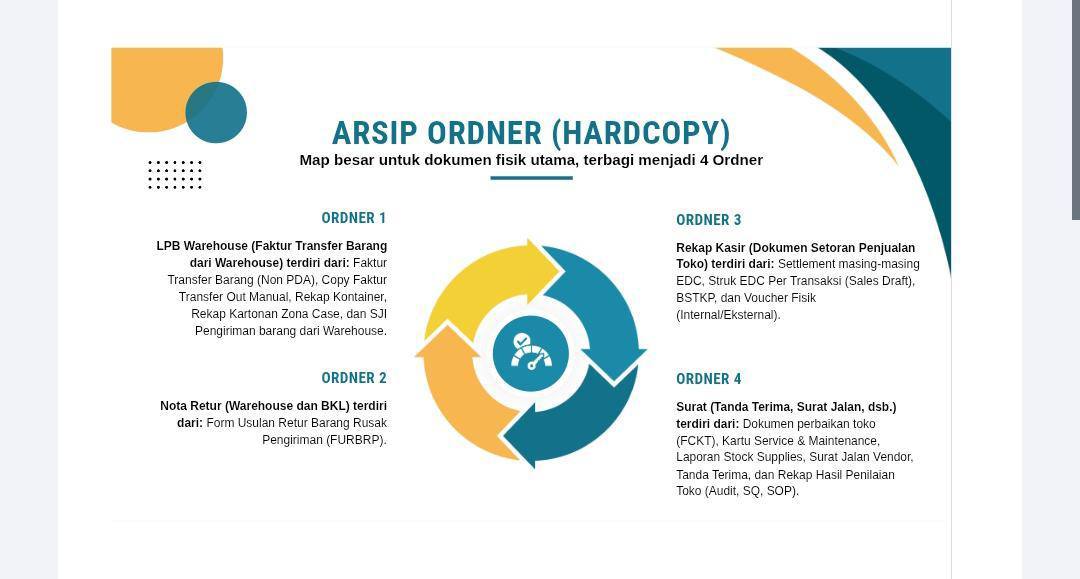 ARSIP ORDNER (HARDCOPY)
Map besar untuk dokumen fisik utama, terbagi menjadi 4 Ordner
ORDNER 1
LPB Warehouse (Faktur Transfer Barang
dari Warehouse) terdiri dari: Faktur
Transfer Barang (Non PDA), Copy Faktur
Transfer Out Manual, Rekap Kontainer,
Rekap Kartonan Zona Case, dan SJI
Pengiriman barang dari Warehouse.
ORDNER 2
Nota Retur (Warehouse dan BKL) terdiri
dari: Form Usulan Retur Barang Rusak
Pengiriman (FURBRP).
ORDNER 3
Rekap Kasir (Dokumen Setoran Penjualan
Toko) terdiri dari: Settlement masing-masing
EDC, Struk EDC Per Transaksi (Sales Draft),
BSTKP, dan Voucher Fisik
(Internal/Eksternal).
ORDNER 4
Surat (Tanda Terima, Surat Jalan, dsb.)
terdiri dari: Dokumen perbaikan toko
(FCKT), Kartu Service & Maintenance,
Laporan Stock Supplies, Surat Jalan Vendor,
Tanda Terima, dan Rekap Hasil Penilaian
Toko (Audit, SQ, SOP).